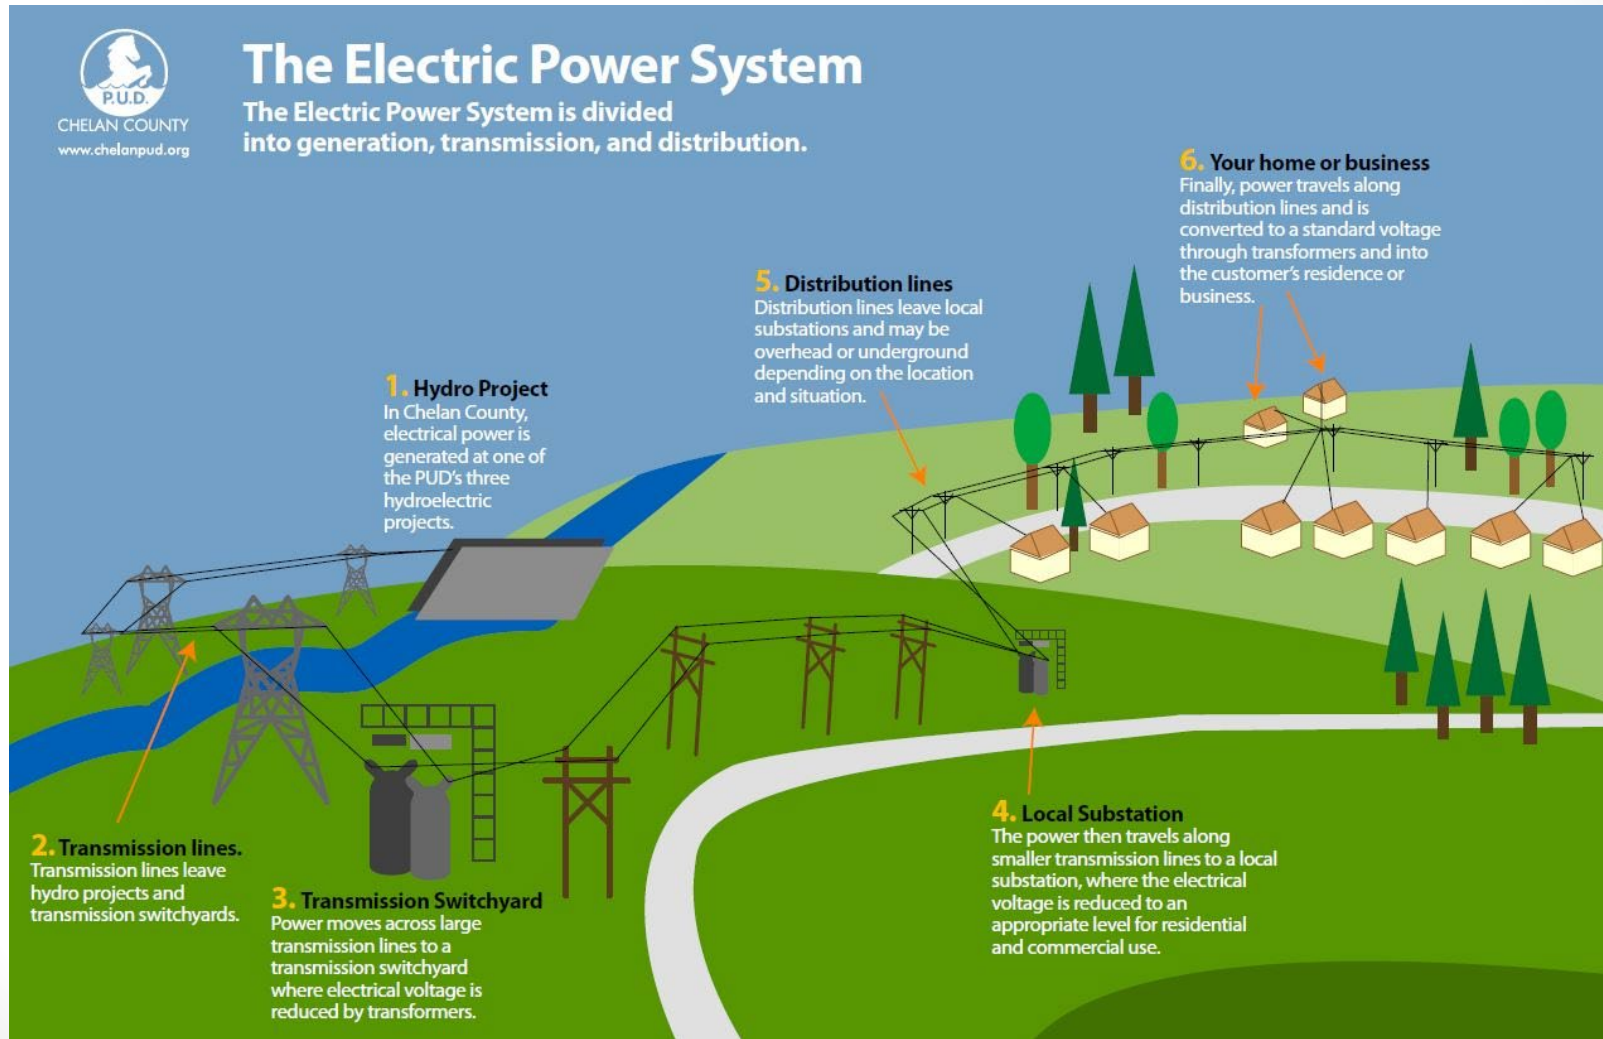 P.U.D.
CHELAN COUNTY
www.chelanpud.org
The Electric Power System
The Electric Power System is divided
into generation, transmission, and distribution.
1. Hydro Project
In Chelan County,
electrical power is
generated at one of
the PUD's three
hydroelectric
projects.
2. Transmission lines.
Transmission lines leave
hydro projects and
transmission switchyards.
3. Transmission Switchyard
Power moves across large
transmission lines to a
transmission switchyard
where electrical voltage is
reduced by transformers.
4. Local Substation
The power then travels along
smaller transmission lines to a local
substation, where the electrical
voltage is reduced to an
appropriate level for residential
and commercial use.
5. Distribution lines
Distribution lines leave local
substations and may be
overhead or underground
depending on the location
and situation.
6. Your home or business
Finally, power travels along
distribution lines and is
converted to a standard voltage
through transformers and into
the customer's residence or
business.